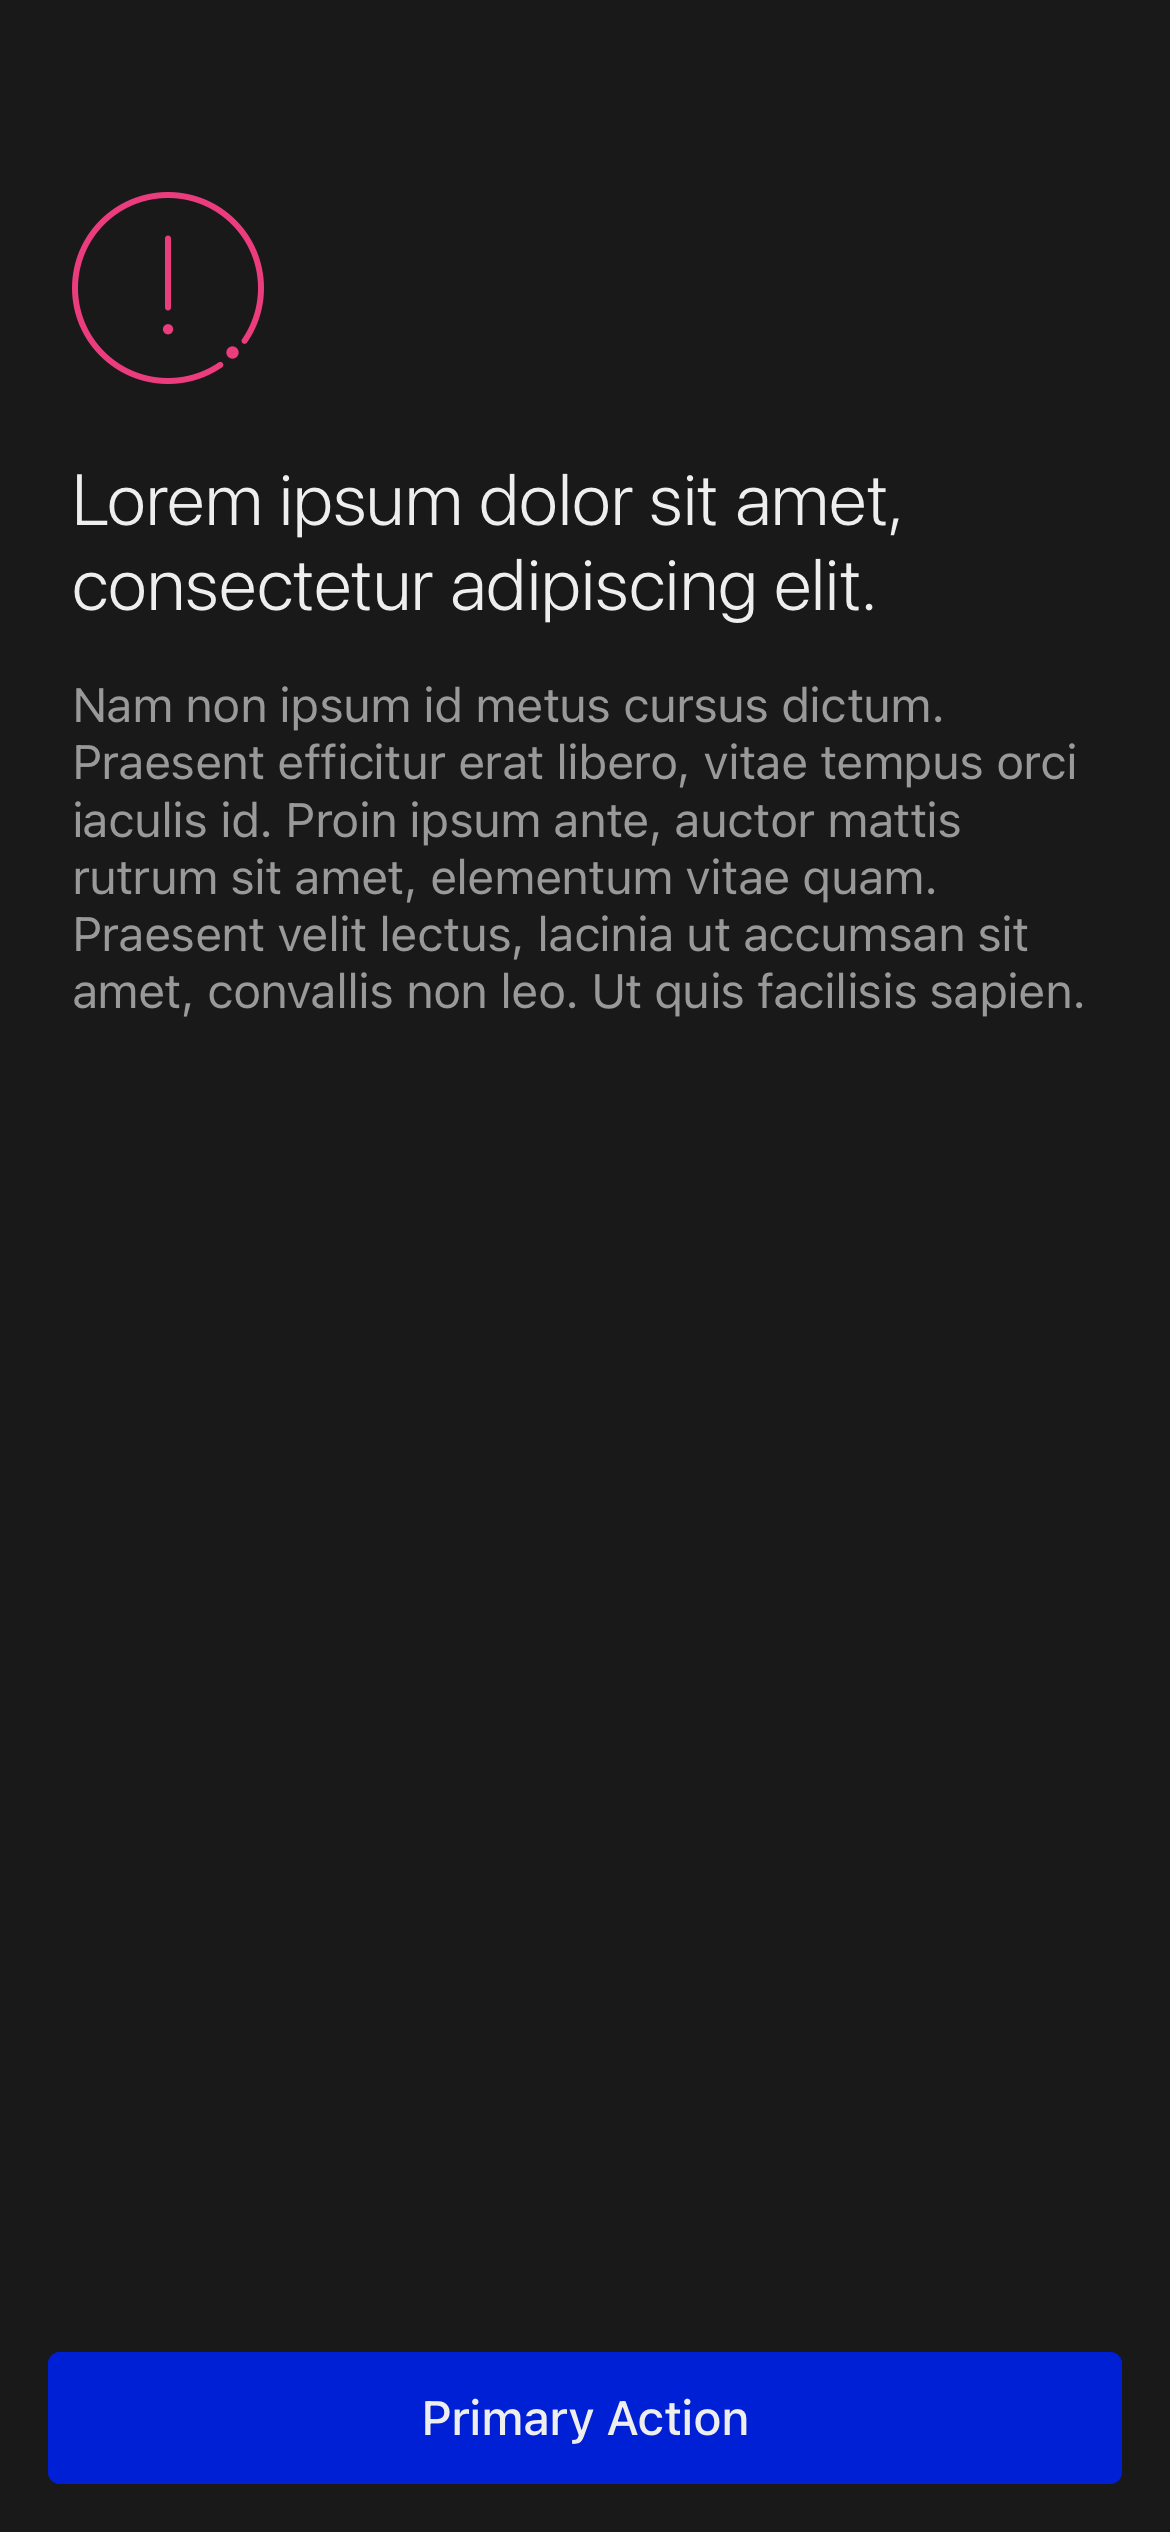 Lorem ipsum dolor sit amet,
consectetur adipiscing elit.
Nam non ipsum id metus cursus dictum.
Praesent efficitur erat libero, vitae tempus orci
iaculis id. Proin ipsum ante, auctor mattis
rutrum sit amet, elementum vitae quam.
Praesent velit lectus, lacinia ut accumsan sit
amet, convallis non leo. Ut quis facilisis sapien.
Primary Action